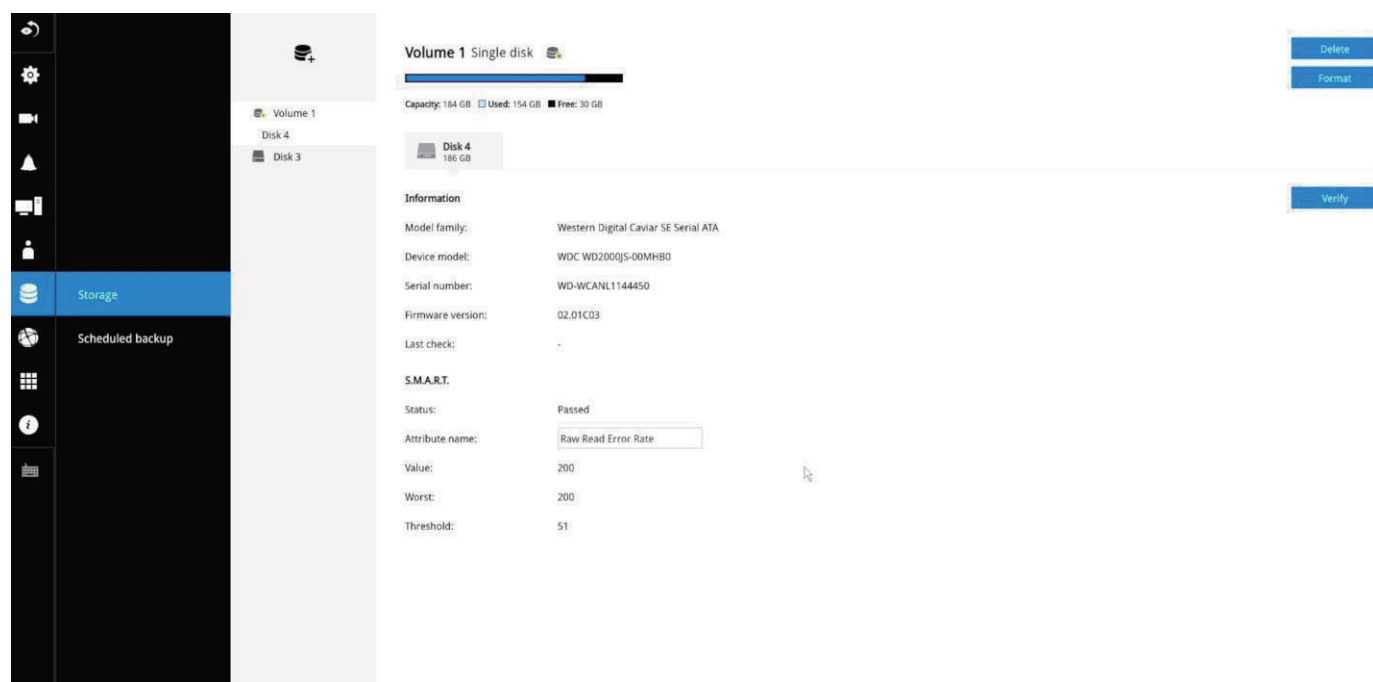 Volume 1 Single disk
Delete
Format
Capacity: 184 GB Used: 154 GB Free: 30 GB
Volume 1
Disk 4
Disk 3
Disk 4
186 GB
Information
Verify
Model family: Western Digital Caviar SE Serial ATA
Device model: WDC WD2000JS-00MHB0
Serial number: WD-WCANL1144450
Firmware version: 02.01C03
Last check: -
Storage
Scheduled backup
S.M.A.R.T.
Status: Passed
Attribute name: Raw Read Error Rate
Value: 200
Worst: 200
Threshold: 51